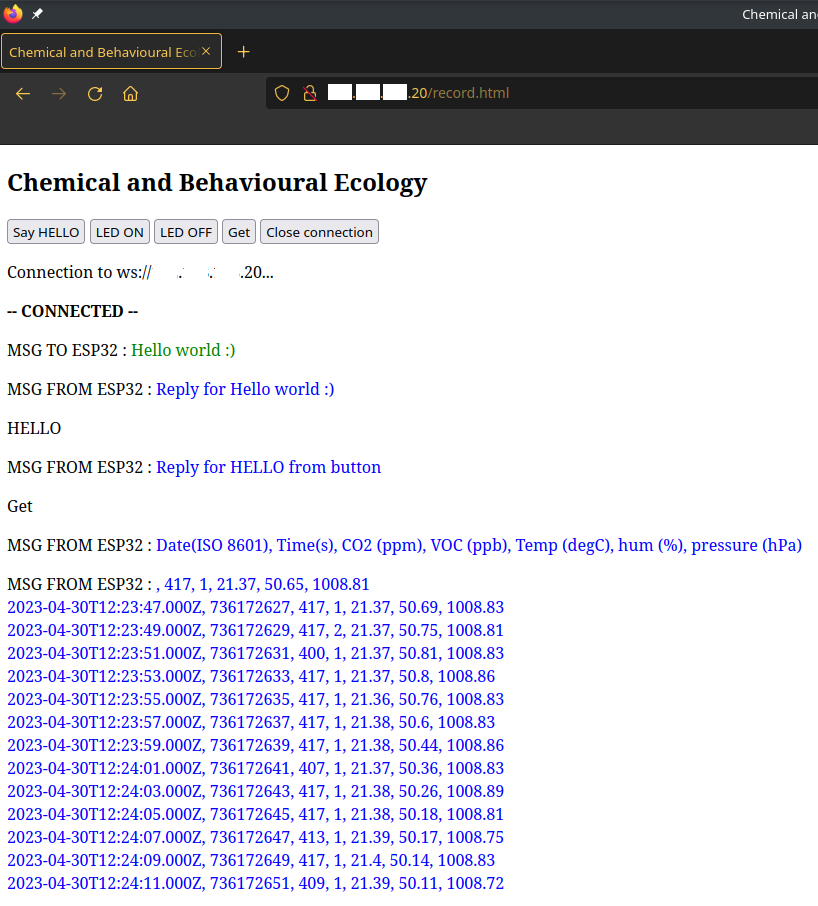 Chemical an
Chemical and Behavioural Eco
.20/record.html
Chemical and Behavioural Ecology
Say HELLO LED ON LED OFF Get Close connection
Connection to ws:// . . .20...
-- CONNECTED --
MSG TO ESP32 : Hello world :)
MSG FROM ESP32 : Reply for Hello world :)
HELLO
MSG FROM ESP32 : Reply for HELLO from button
Get
MSG FROM ESP32 : Date(ISO 8601), Time(s), CO2 (ppm), VOC (ppb), Temp (degC), hum (%), pressure (hPa)
MSG FROM ESP32 : , 417, 1, 21.37, 50.65, 1008.81
2023-04-30T12:23:47.000Z, 736172627, 417, 1, 21.37, 50.69, 1008.83
2023-04-30T12:23:49.000Z, 736172629, 417, 2, 21.37, 50.75, 1008.81
2023-04-30T12:23:51.000Z, 736172631, 400, 1, 21.37, 50.81, 1008.83
2023-04-30T12:23:53.000Z, 736172633, 417, 1, 21.37, 50.8, 1008.86
2023-04-30T12:23:55.000Z, 736172635, 417, 1, 21.36, 50.76, 1008.83
2023-04-30T12:23:57.000Z, 736172637, 417, 1, 21.38, 50.6, 1008.83
2023-04-30T12:23:59.000Z, 736172639, 417, 1, 21.38, 50.44, 1008.86
2023-04-30T12:24:01.000Z, 736172641, 407, 1, 21.37, 50.36, 1008.83
2023-04-30T12:24:03.000Z, 736172643, 417, 1, 21.38, 50.26, 1008.89
2023-04-30T12:24:05.000Z, 736172645, 417, 1, 21.38, 50.18, 1008.81
2023-04-30T12:24:07.000Z, 736172647, 413, 1, 21.39, 50.17, 1008.75
2023-04-30T12:24:09.000Z, 736172649, 417, 1, 21.4, 50.14, 1008.83
2023-04-30T12:24:11.000Z, 736172651, 409, 1, 21.39, 50.11, 1008.72